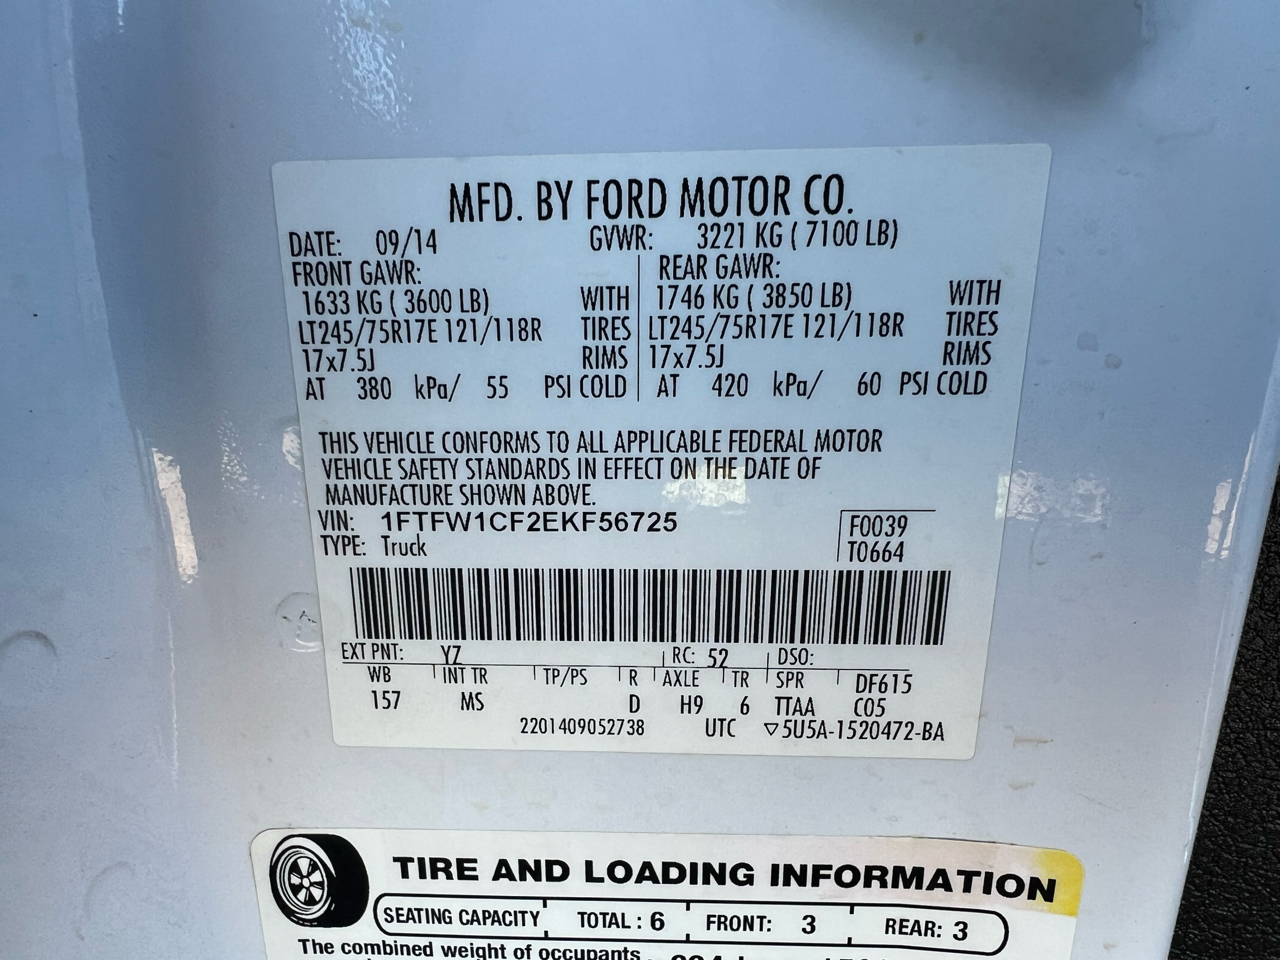 MFD. BY FORD MOTOR CO.
DATE: 09/14 GVWR: 3221 KG ( 7100 LB)
FRONT GAWR: REAR GAWR:
1633 KG ( 3600 LB) WITH 1746 KG ( 3850 LB) WITH
LT245/75R17E 121/118R TIRES LT245/75R17E 121/118R TIRES
17x7.5J RIMS 17x7.5J RIMS
AT 380 kPa/ 55 PSI COLD AT 420 kPa/ 60 PSI COLD
THIS VEHICLE CONFORMS TO ALL APPLICABLE FEDERAL MOTOR
VEHICLE SAFETY STANDARDS IN EFFECT ON THE DATE OF
MANUFACTURE SHOWN ABOVE.
VIN: 1FTFW1CF2EKF56725 F0039
TYPE: Truck T0664
EXT PNT: YZ RC: 52 DSO:
WB INT TR TP/PS R AXLE TR SPR DF615
157 MS D H9 6 TTAA C05
2201409052738 UTC ▽5U5A-1520472-BA
TIRE AND LOADING INFORMATION
SEATING CAPACITY TOTAL : 6 FRONT: 3 REAR: 3
The combined weight of occupants